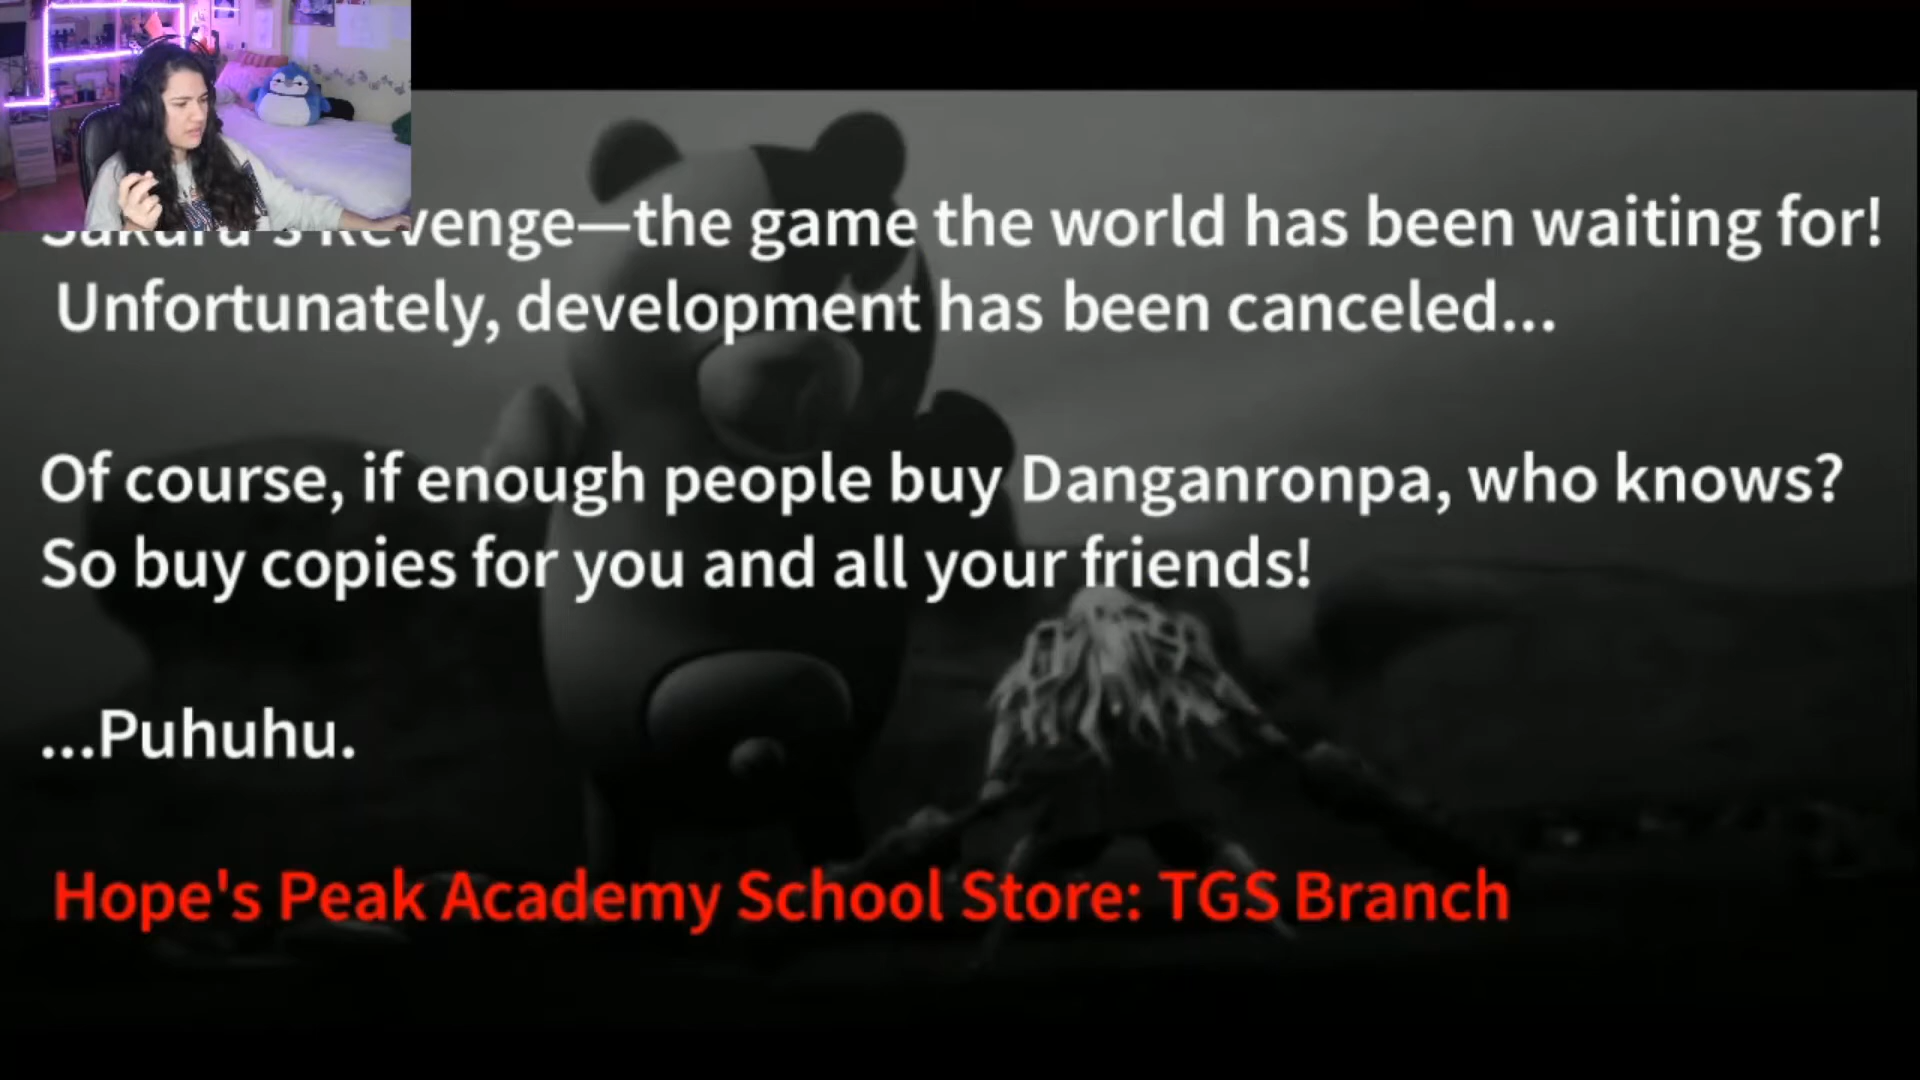 Sakura's Revenge—the game the world has been waiting for!
Unfortunately, development has been canceled...
Of course, if enough people buy Danganronpa, who knows?
So buy copies for you and all your friends!
...Puhuhu.
Hope's Peak Academy School Store: TGS Branch